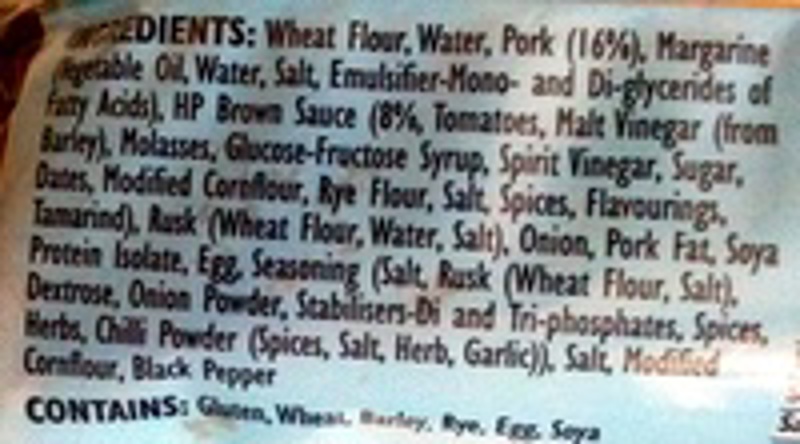 INGREDIENTS: Wheat Flour, Water, Pork (16%), Margarine
(Vegetable Oil, Water, Salt, Emulsifier-Mono- and Di-glycerides of
Fatty Acids), HP Brown Sauce (8%, Tomatoes, Malt Vinegar (from
Barley), Molasses, Glucose-Fructose Syrup, Spirit Vinegar, Sugar,
Dates, Modified Cornflour, Rye Flour, Salt, Spices, Flavourings,
Tamarind), Rusk (Wheat Flour, Water, Salt), Onion, Pork Fat, Soya
Protein Isolate, Egg, Seasoning (Salt, Rusk (Wheat Flour, Salt),
Dextrose, Onion Powder, Stabilisers-Di and Tri-phosphates, Spices,
Herbs, Chilli Powder (Spices, Salt, Herb, Garlic)), Salt, Modified
Cornflour, Black Pepper
CONTAINS: Gluten, Wheat, Barley, Rye, Egg, Soya